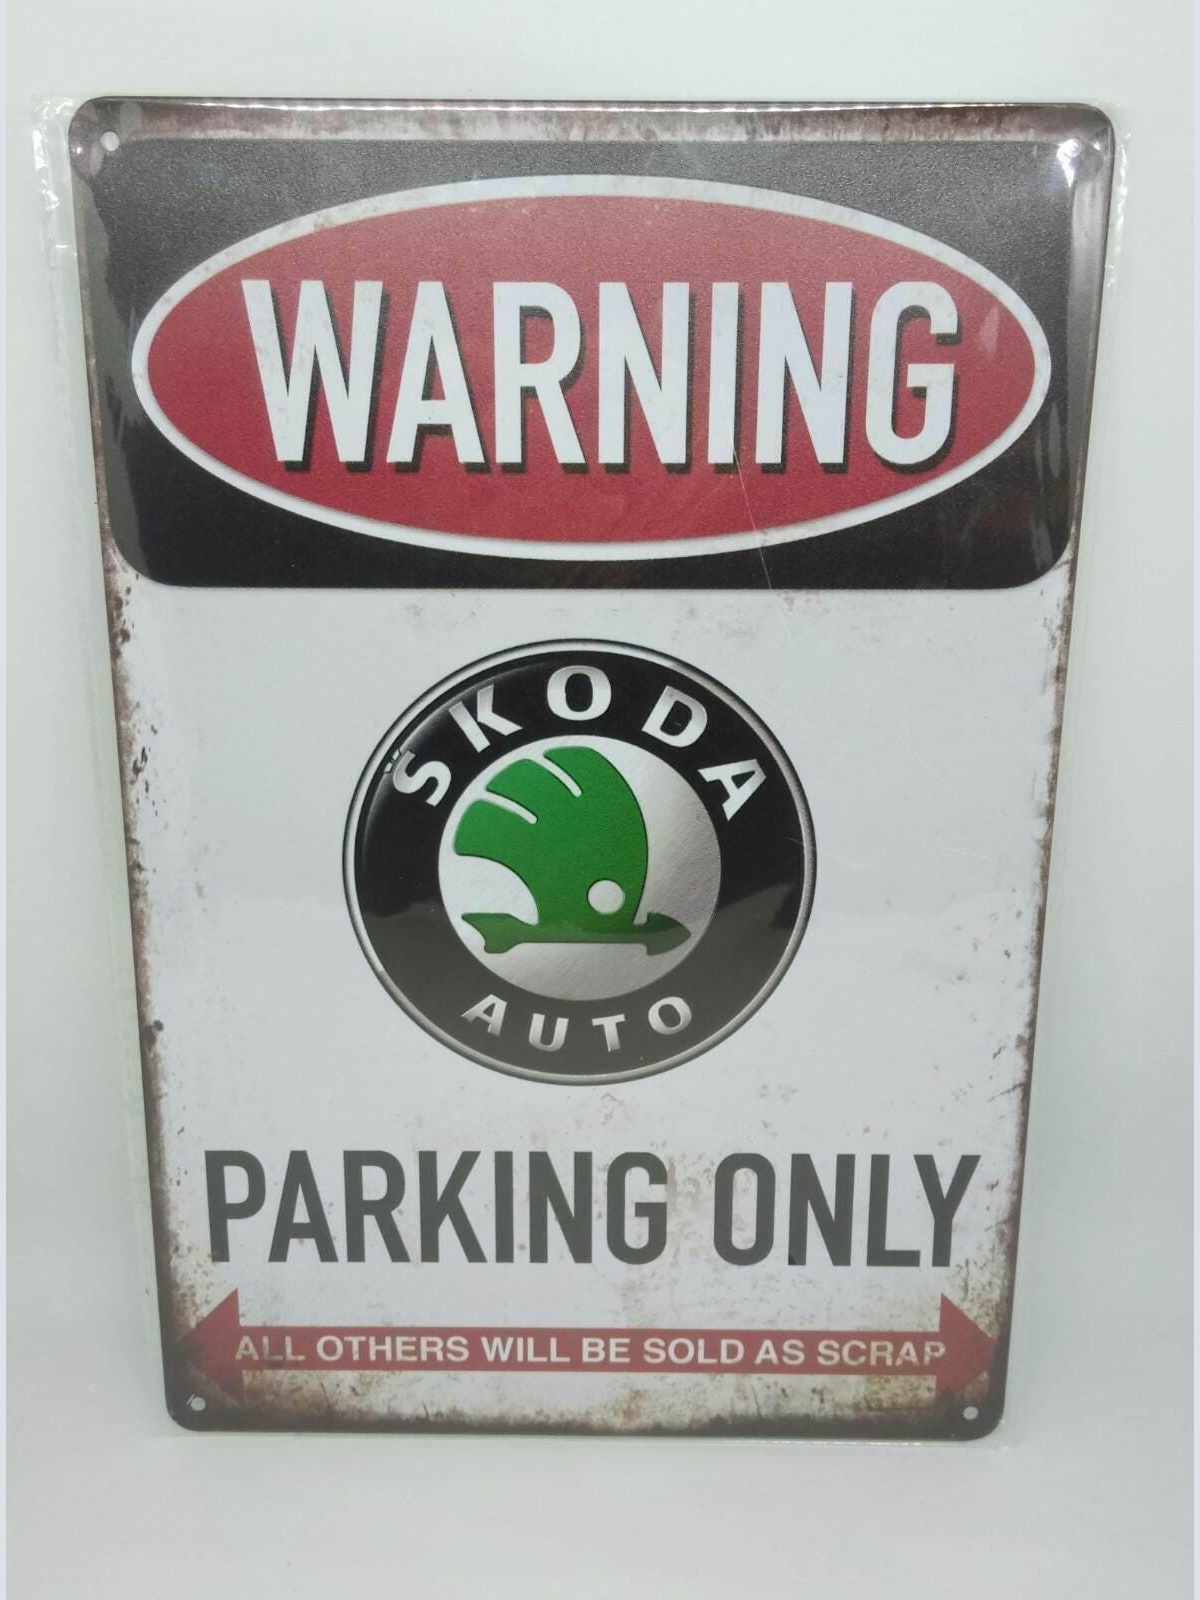 WARNING
ŠKODA
AUTO
PARKING ONLY
ALL OTHERS WILL BE SOLD AS SCRAP